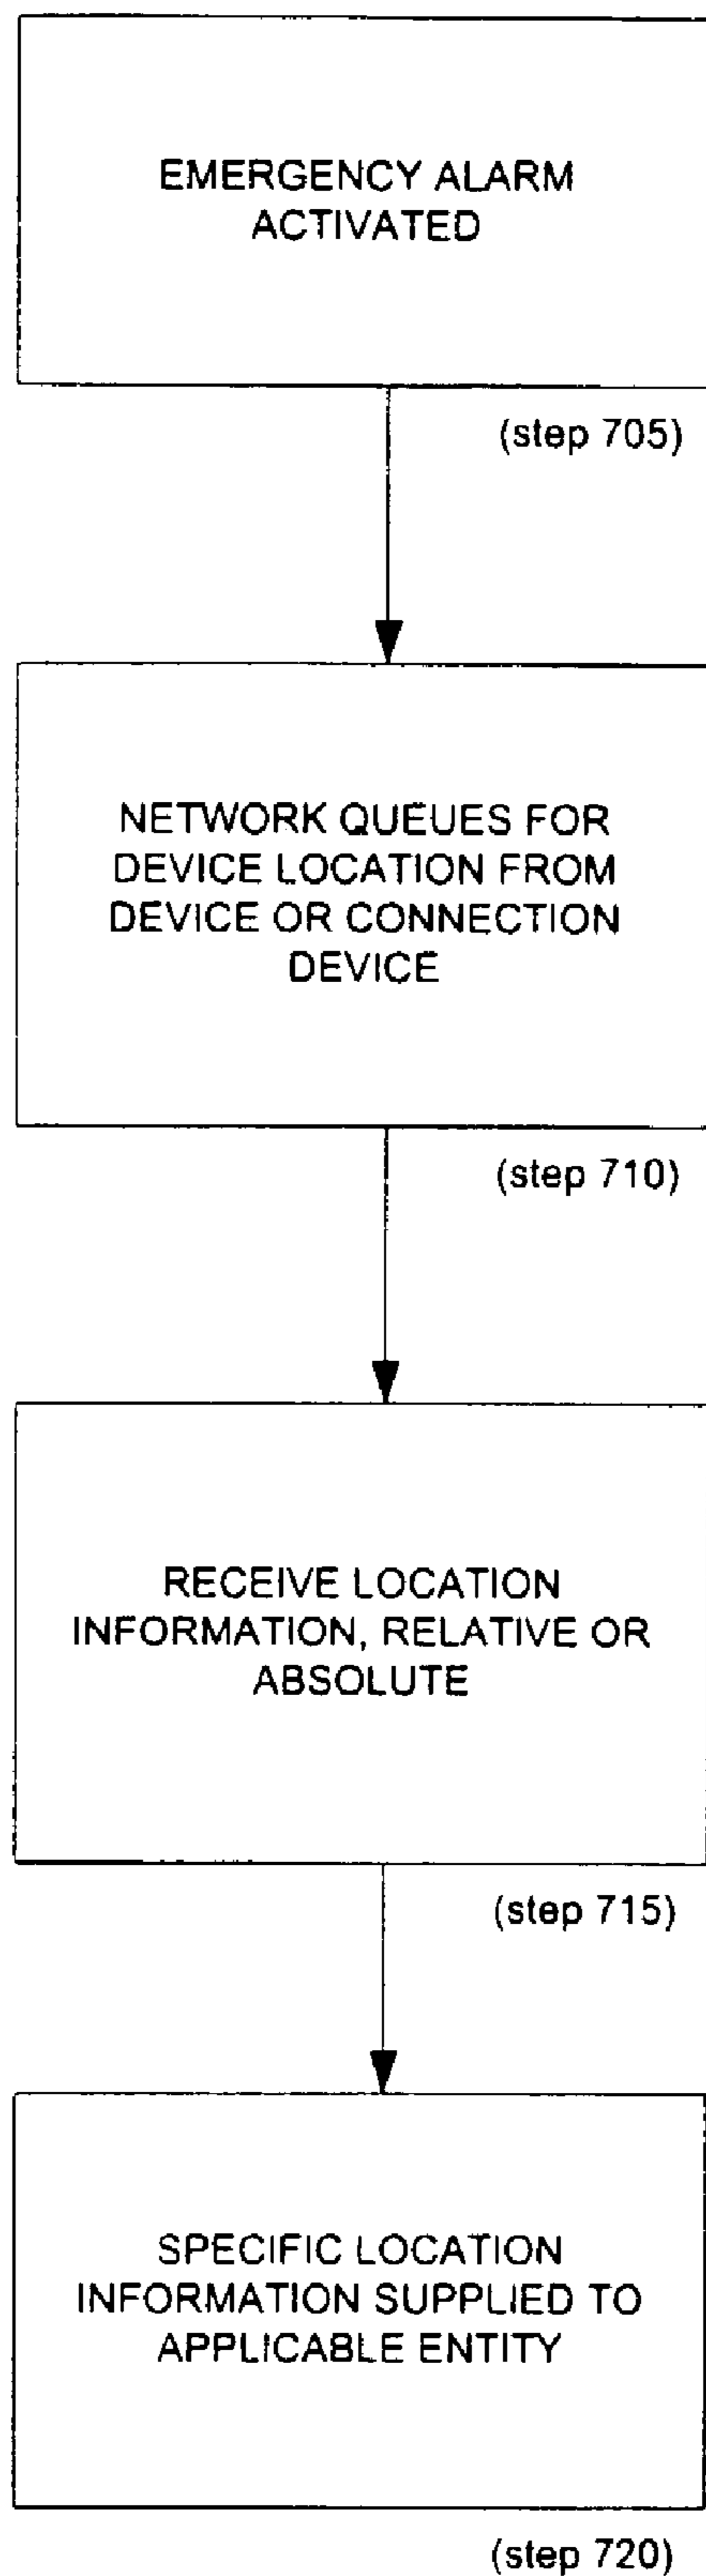 EMERGENCY ALARM
ACTIVATED
(step 705)
NETWORK QUEUES FOR
DEVICE LOCATION FROM
DEVICE OR CONNECTION
DEVICE
(step 710)
RECEIVE LOCATION
INFORMATION, RELATIVE OR
ABSOLUTE
(step 715)
SPECIFIC LOCATION
INFORMATION SUPPLIED TO
APPLICABLE ENTITY
(step 720)